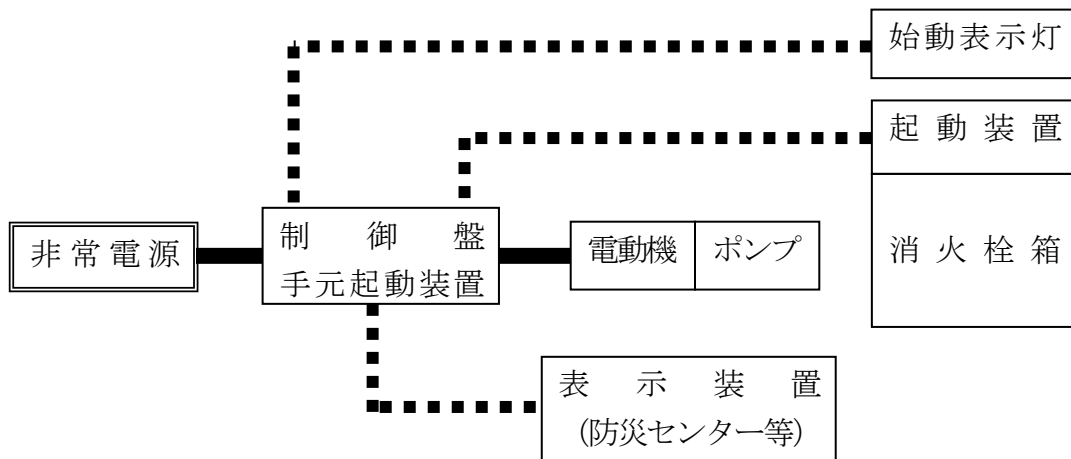 始動表示灯
起動装置
非常電源
制御盤
手元起動装置
電動機
ポンプ
消火栓箱
表示装置
(防災センター等)